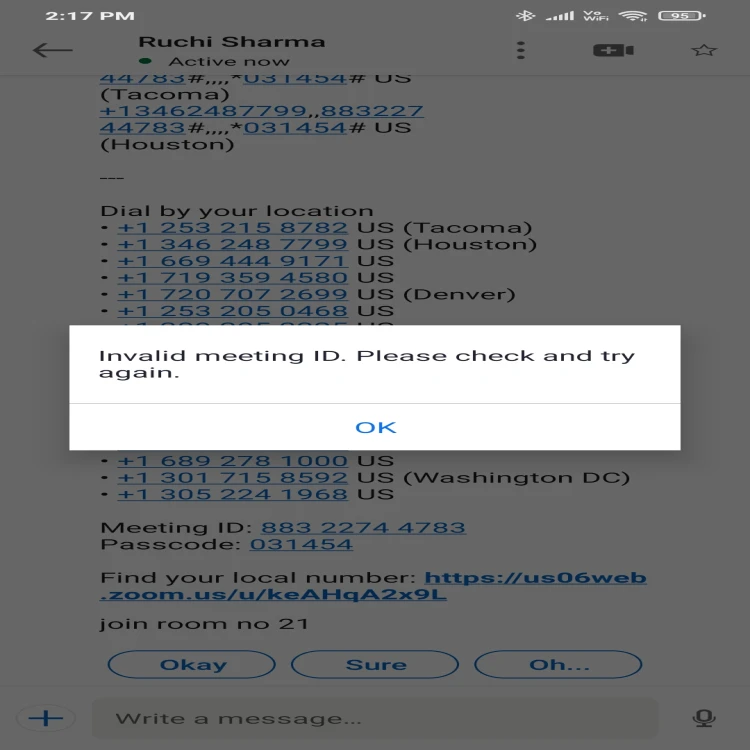 2:17 PM
Vo
WiFi
95
Ruchi Sharma
Active now
44783#,,,,*031454# US
(Tacoma)
+13462487799,,883227
44783#,,,,*031454# US
(Houston)
---
Dial by your location
• +1 253 215 8782 US (Tacoma)
• +1 346 248 7799 US (Houston)
• +1 669 444 9171 US
• +1 719 359 4580 US
• +1 720 707 2699 US (Denver)
• +1 253 205 0468 US
Invalid meeting ID. Please check and try
again.
OK
• +1 689 278 1000 US
• +1 301 715 8592 US (Washington DC)
• +1 305 224 1968 US
Meeting ID: 883 2274 4783
Passcode: 031454
Find your local number: https://us06web
.zoom.us/u/keAHqA2x9L
join room no 21
Okay
Sure
Oh...
Write a message...